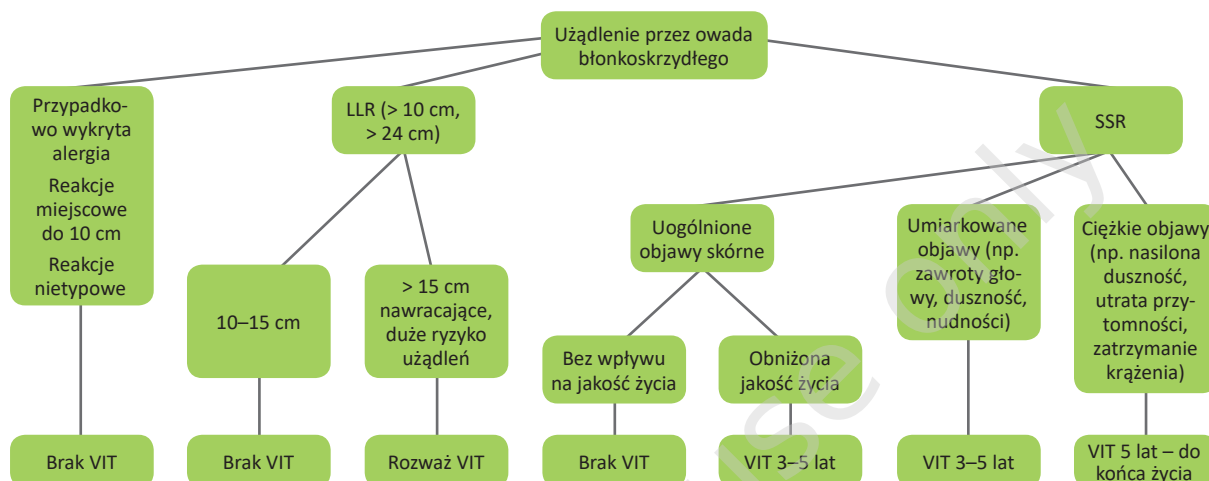 Użądlenie przez owada
błonkoskrzydłego
Przypadko-
wo wykryta
alergia
Reakcje
miejscowe
do 10 cm
Reakcje
nietypowe
LLR (> 10 cm,
> 24 cm)
SSR
10–15 cm
> 15 cm
nawracające,
duże ryzyko
użądleń
Uogólnione
objawy skórne
Umiarkowane
objawy (np.
zawroty gło-
wy, duszność,
nudności)
Ciężkie objawy
(np. nasilona
duszność,
utrata przy-
tomności,
zatrzymanie
krążenia)
Bez wpływu
na jakość życia
Obniżona
jakość życia
Brak VIT
Brak VIT
Rozważ VIT
Brak VIT
VIT 3–5 lat
VIT 3–5 lat
VIT 5 lat – do
końca życia
use only